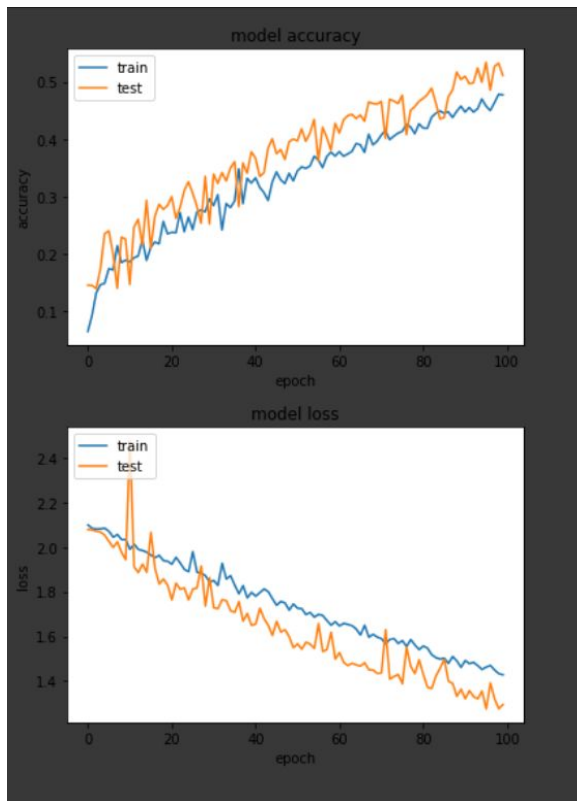 model accuracy
train
test
0.5
0.4
0.3
0.2
0.1
accuracy
0 20 40 60 80 100
epoch
model loss
train
test
2.4
2.2
2.0
1.8
1.6
1.4
loss
0 20 40 60 80 100
epoch